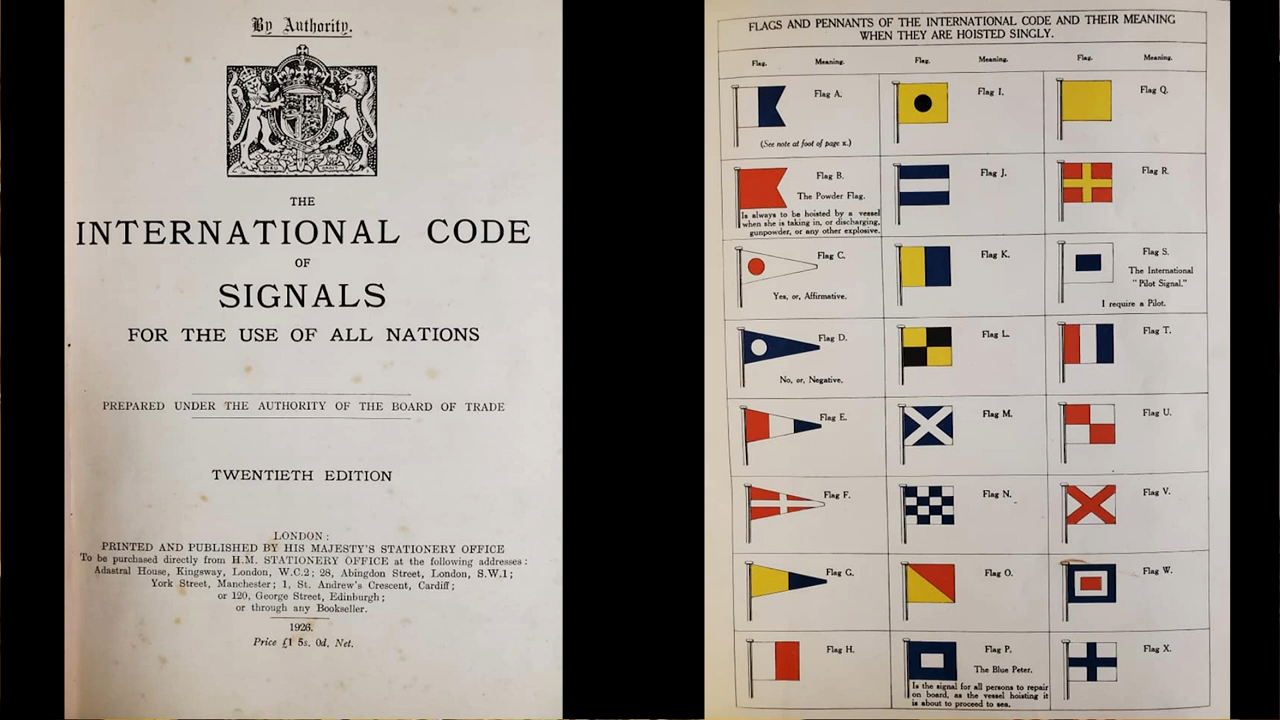 By Authority.
THE
INTERNATIONAL CODE
OF
SIGNALS
FOR THE USE OF ALL NATIONS
PREPARED UNDER THE AUTHORITY OF THE BOARD OF TRADE
TWENTIETH EDITION
LONDON:
PRINTED AND PUBLISHED BY HIS MAJESTY'S STATIONERY OFFICE
To be purchased directly from H.M. STATIONERY OFFICE at the following addresses:
Adastral House, Kingsway, London, W.C.2; 28, Abingdon Street, London, S.W.1;
York Street, Manchester; 1, St. Andrew's Crescent, Cardiff;
or 120, George Street, Edinburgh;
or through any Bookseller.
1926.
Price £1 5s. 0d. Net.
FLAGS AND PENNANTS OF THE INTERNATIONAL CODE AND THEIR MEANING
WHEN THEY ARE HOISTED SINGLY.
Flag. Meaning. Flag. Meaning. Flag. Meaning.
Flag A.
(See note at foot of page x.)
Flag I.
Flag Q.
Flag B.
The Powder Flag.
Is always to be hoisted by a vessel
when she is taking in, or discharging,
gunpowder, or any other explosive.
Flag J.
Flag R.
Flag C.
Yes, or, Affirmative.
Flag K.
Flag S.
The International
"Pilot Signal."
I require a Pilot.
Flag D.
No, or, Negative.
Flag L.
Flag T.
Flag E.
Flag M.
Flag U.
Flag F.
Flag N.
Flag V.
Flag G.
Flag O.
Flag W.
Flag H.
Flag P.
The Blue Peter.
Is the signal for all persons to repair
on board, as the vessel hoisting it
is about to proceed to sea.
Flag X.